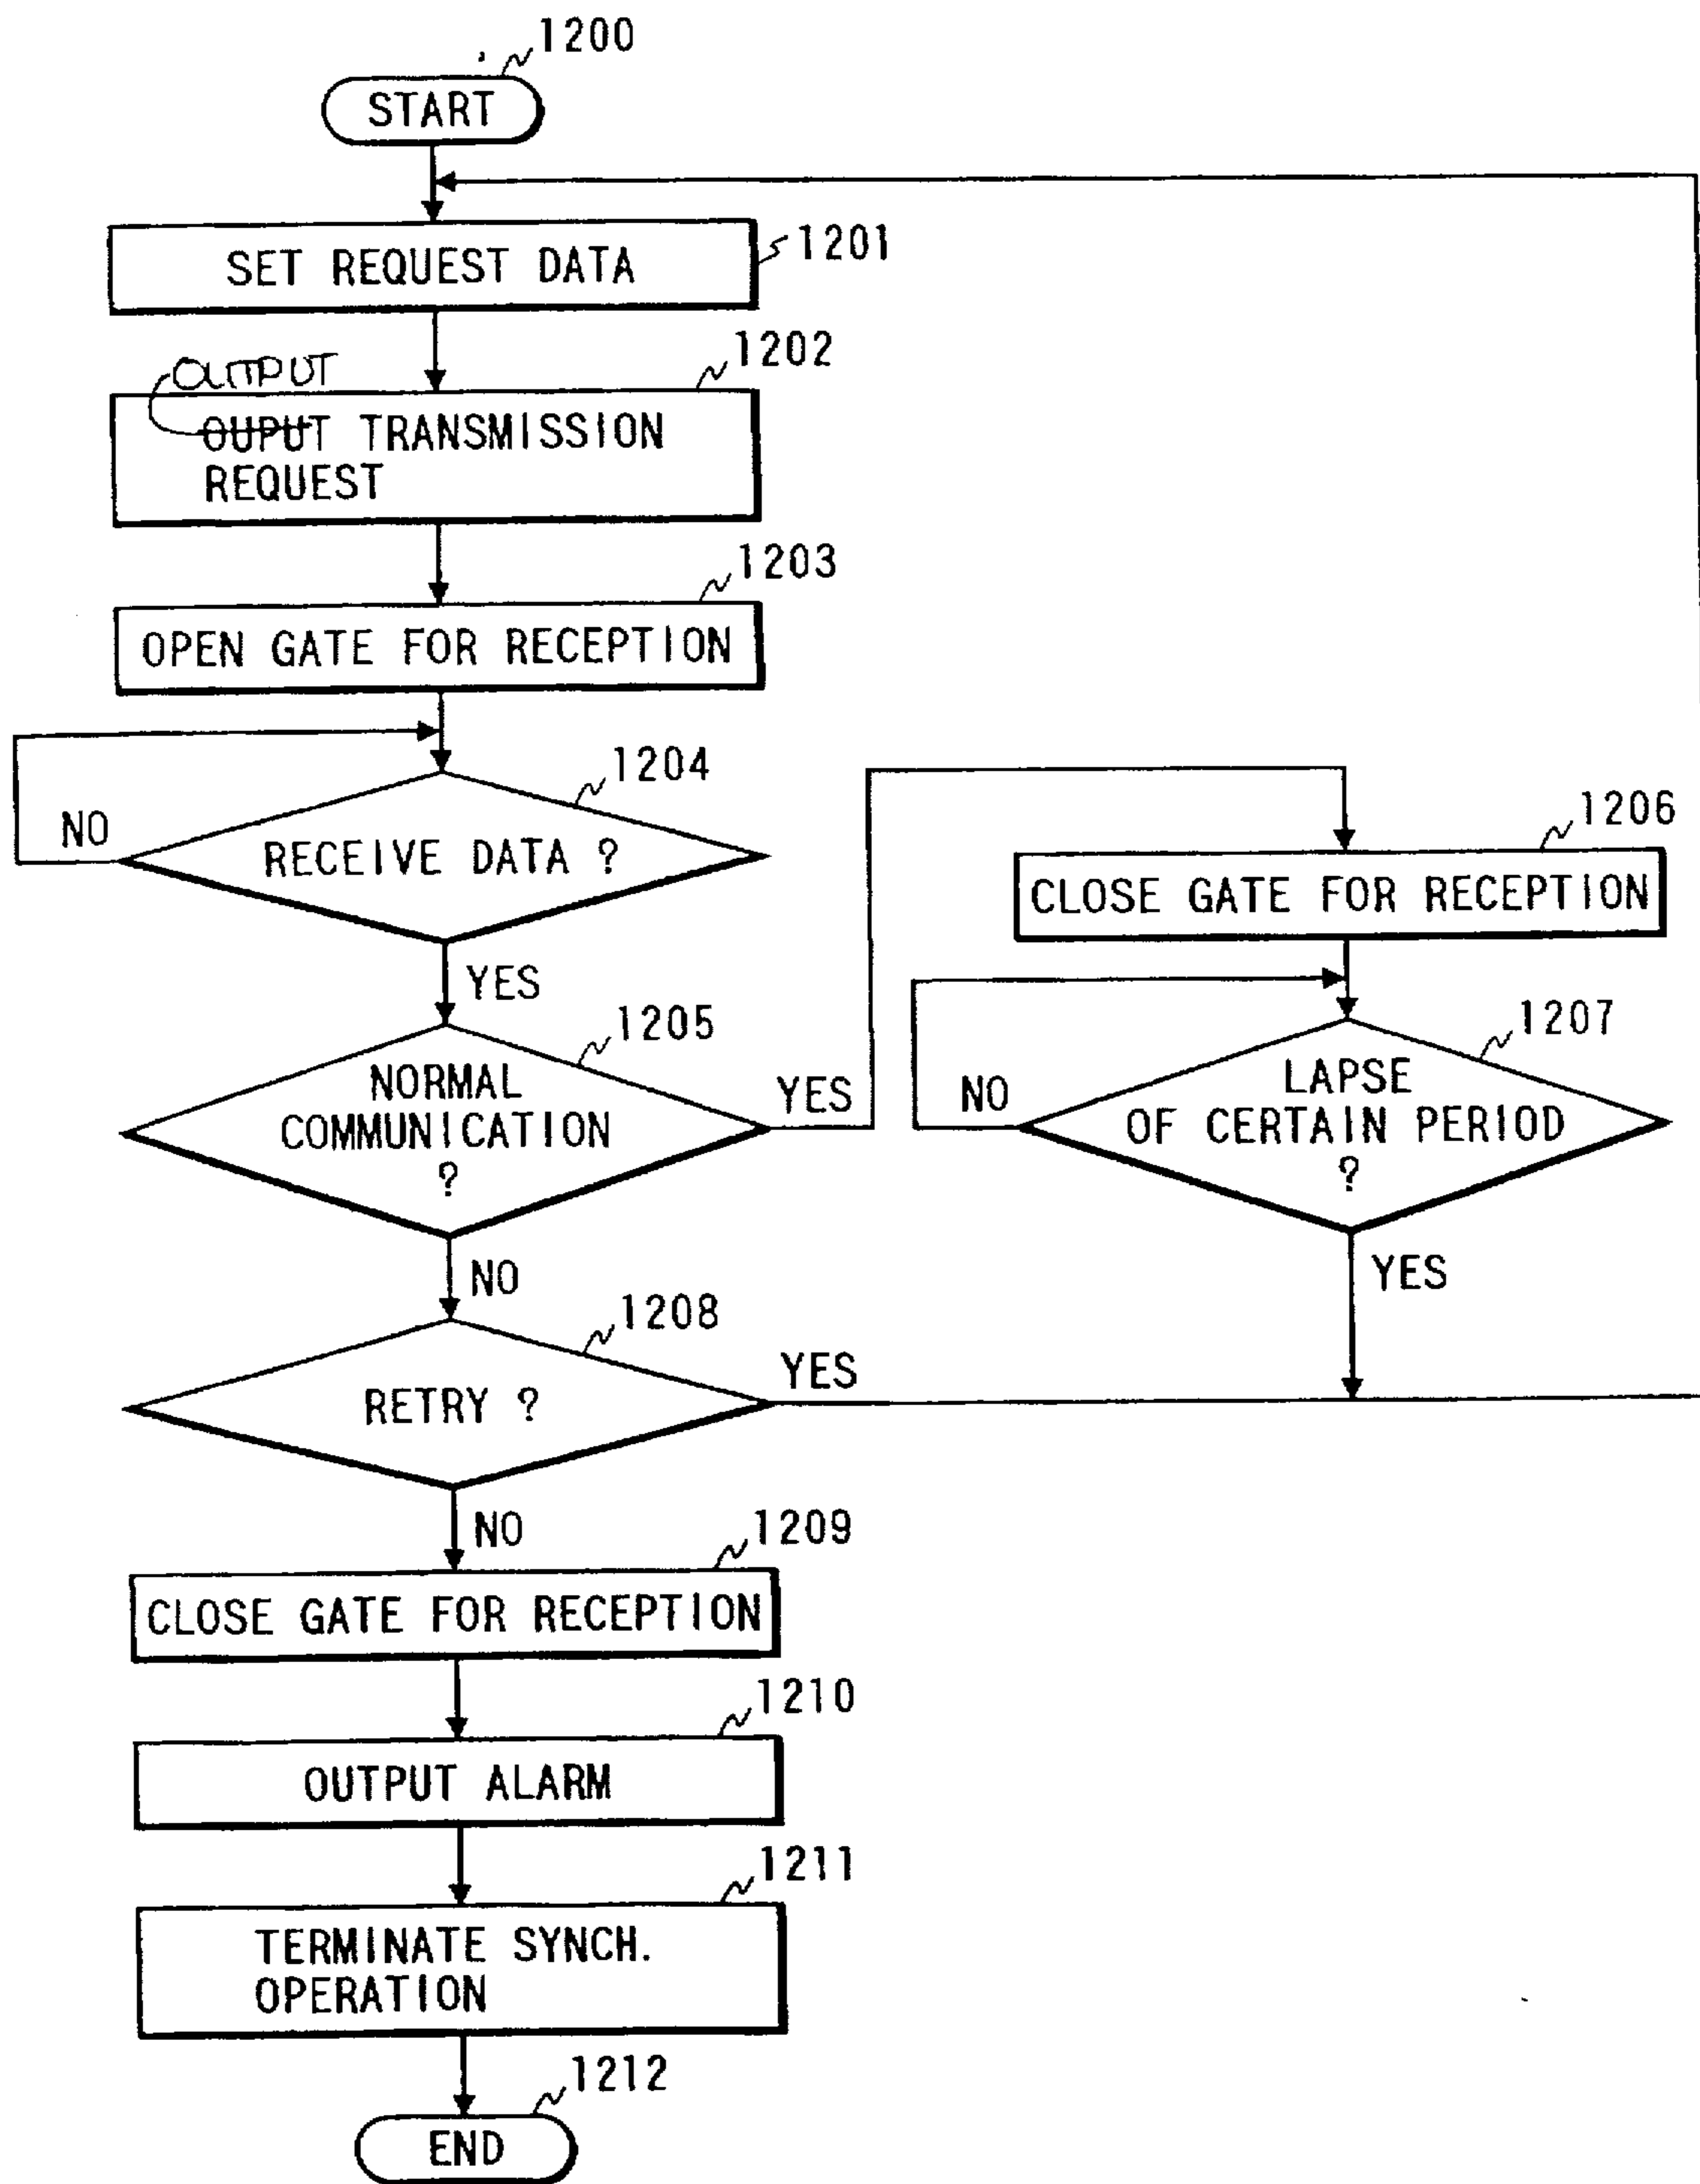 1200
START
SET REQUEST DATA
1201
1202
OUTPUT
OUPUT TRANSMISSION
REQUEST
1203
OPEN GATE FOR RECEPTION
1204
NO
RECEIVE DATA ?
YES
1205
NORMAL
COMMUNICATION
?
YES
NO
1206
CLOSE GATE FOR RECEPTION
1207
NO
LAPSE
OF CERTAIN PERIOD
?
YES
1208
RETRY ?
YES
NO
1209
CLOSE GATE FOR RECEPTION
1210
OUTPUT ALARM
1211
TERMINATE SYNCH.
OPERATION
1212
END